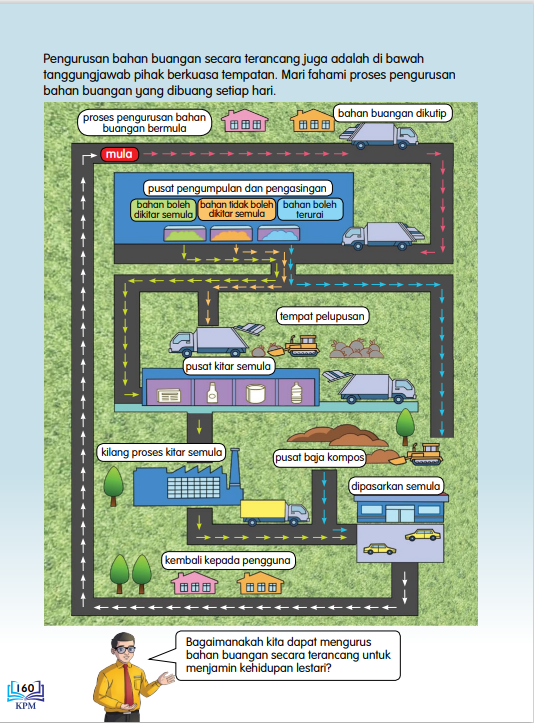 Pengurusan bahan buangan secara terancang juga adalah di bawah
tanggungjawab pihak berkuasa tempatan. Mari fahami proses pengurusan
bahan buangan yang dibuang setiap hari.
proses pengurusan bahan
buangan bermula
bahan buangan dikutip
mula
pusat pengumpulan dan pengasingan
bahan boleh
dikitar semula
bahan tidak boleh
dikitar semula
bahan boleh
terurai
tempat pelupusan
pusat kitar semula
kilang proses kitar semula
pusat baja kompos
dipasarkan semula
kembali kepada pengguna
Bagaimanakah kita dapat mengurus
bahan buangan secara terancang untuk
menjamin kehidupan lestari?
160
KPM